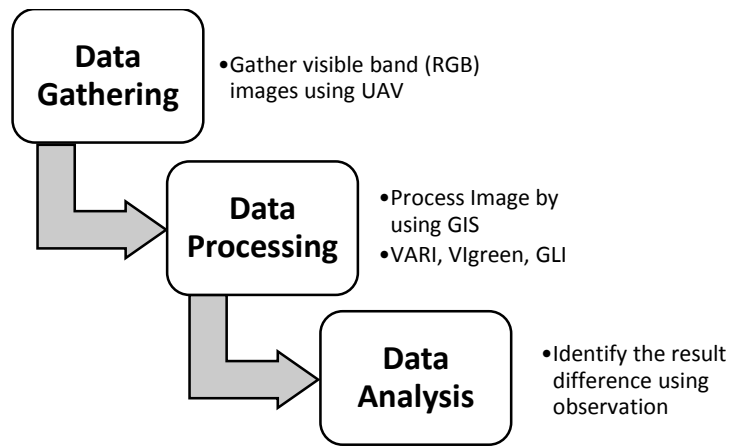 Data
Gathering
•Gather visible band (RGB)
images using UAV
Data
Processing
•Process Image by
using GIS
•VARI, VIgreen, GLI
Data
Analysis
•Identify the result
difference using
observation